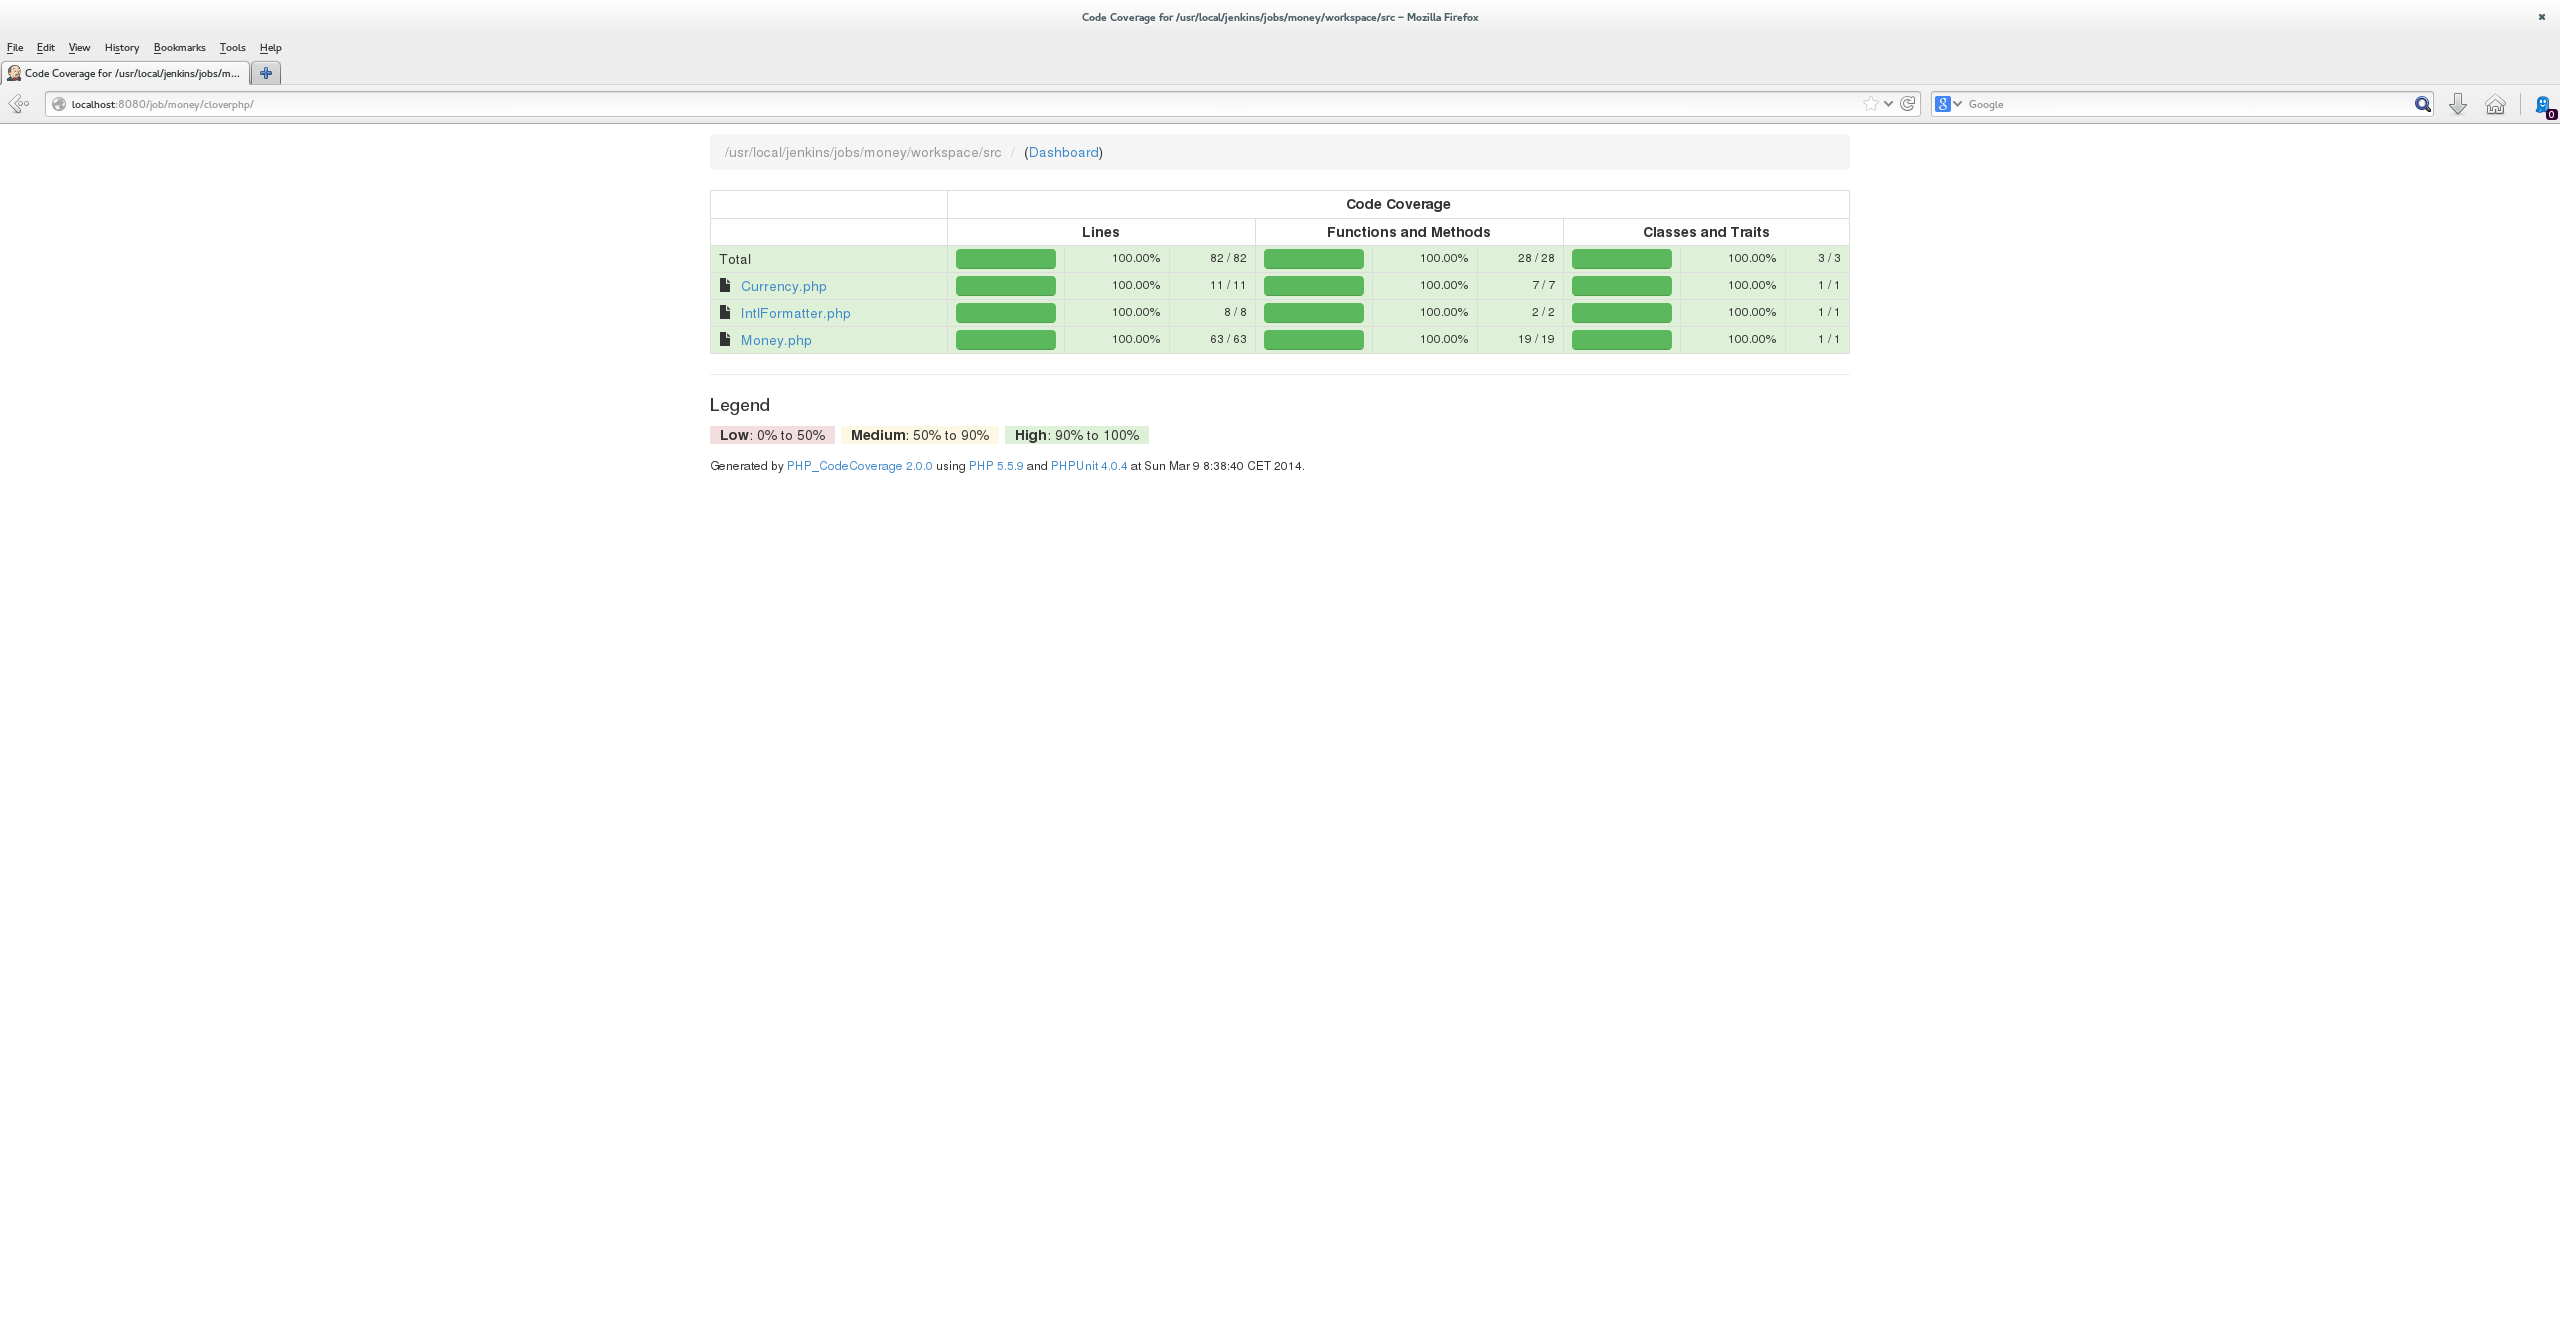 Code Coverage for /usr/local/jenkins/jobs/money/workspace/src – Mozilla Firefox
File Edit View History Bookmarks Tools Help
Code Coverage for /usr/local/jenkins/jobs/m...
localhost:8080/job/money/cloverphp/
8 Google
0
/usr/local/jenkins/jobs/money/workspace/src / (Dashboard)
Code Coverage
Lines Functions and Methods Classes and Traits
Total 100.00% 82 / 82 100.00% 28 / 28 100.00% 3 / 3
Currency.php 100.00% 11 / 11 100.00% 7 / 7 100.00% 1 / 1
IntlFormatter.php 100.00% 8 / 8 100.00% 2 / 2 100.00% 1 / 1
Money.php 100.00% 63 / 63 100.00% 19 / 19 100.00% 1 / 1
Legend
Low: 0% to 50% Medium: 50% to 90% High: 90% to 100%
Generated by PHP_CodeCoverage 2.0.0 using PHP 5.5.9 and PHPUnit 4.0.4 at Sun Mar 9 8:38:40 CET 2014.